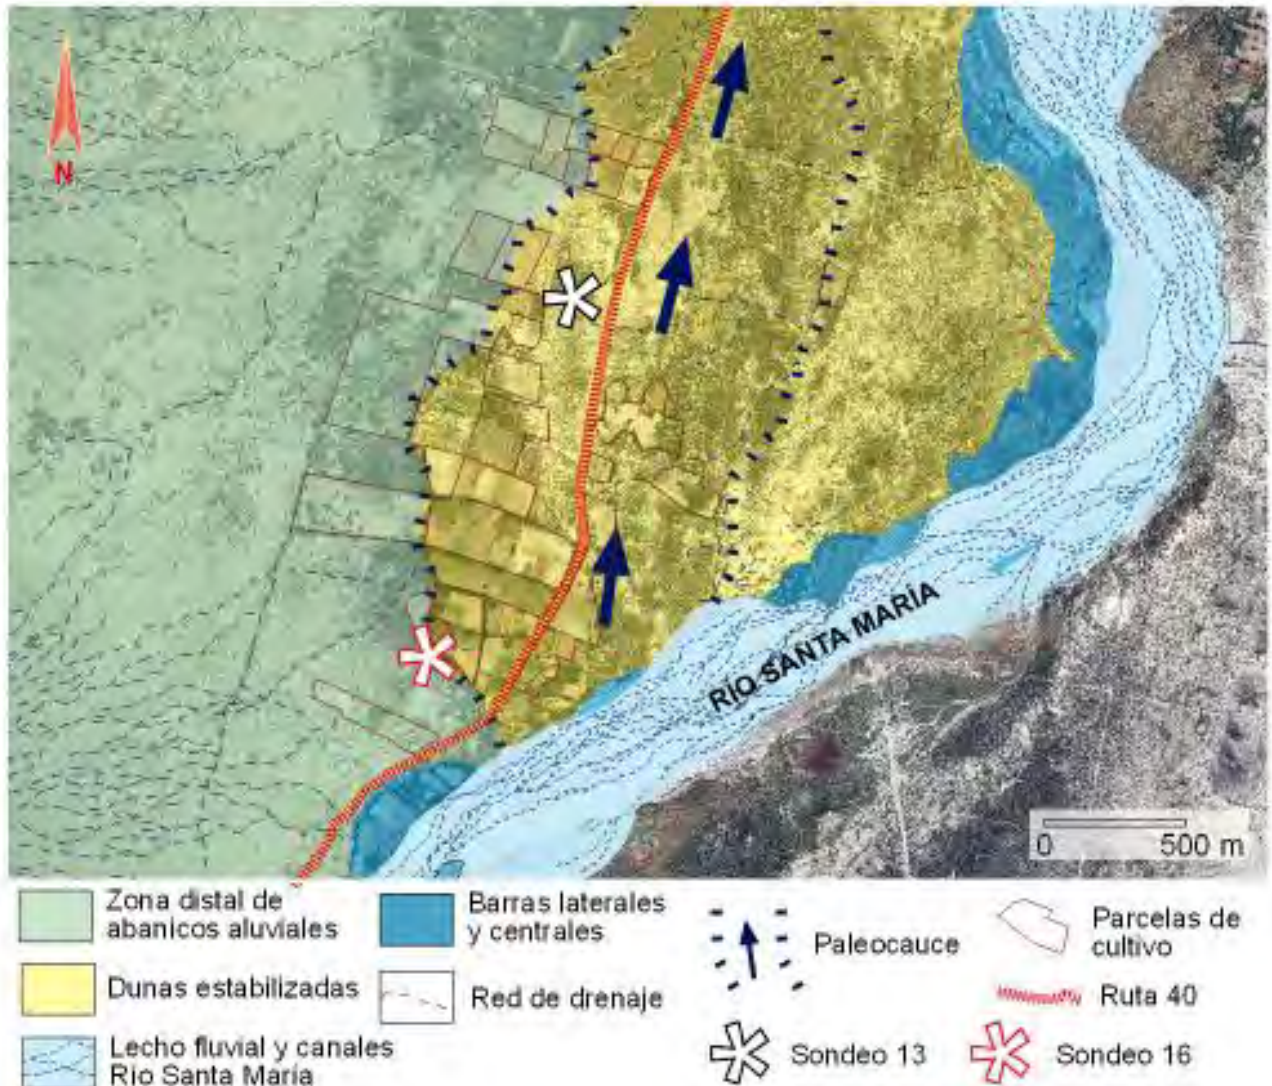 N
RÍO SANTA MARÍA
0 500 m
Zona distal de
abanicos aluviales
Dunas estabilizadas
Lecho fluvial y canales
Río Santa María
Barras laterales
y centrales
Red de drenaje
Paleocauce
Sondeo 13
Parcelas de
cultivo
Ruta 40
Sondeo 16